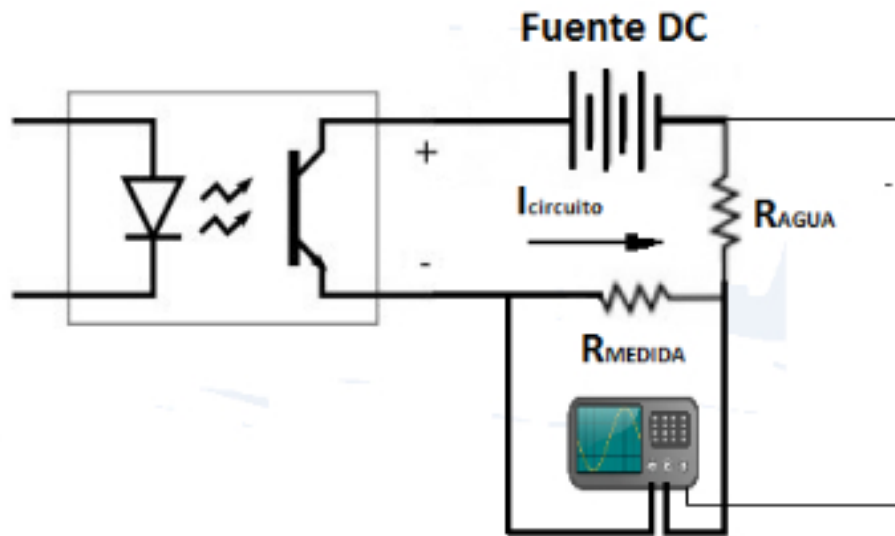 Fuente DC
+
-
Icircuito
RAGUA
-
-
RMEDIDA